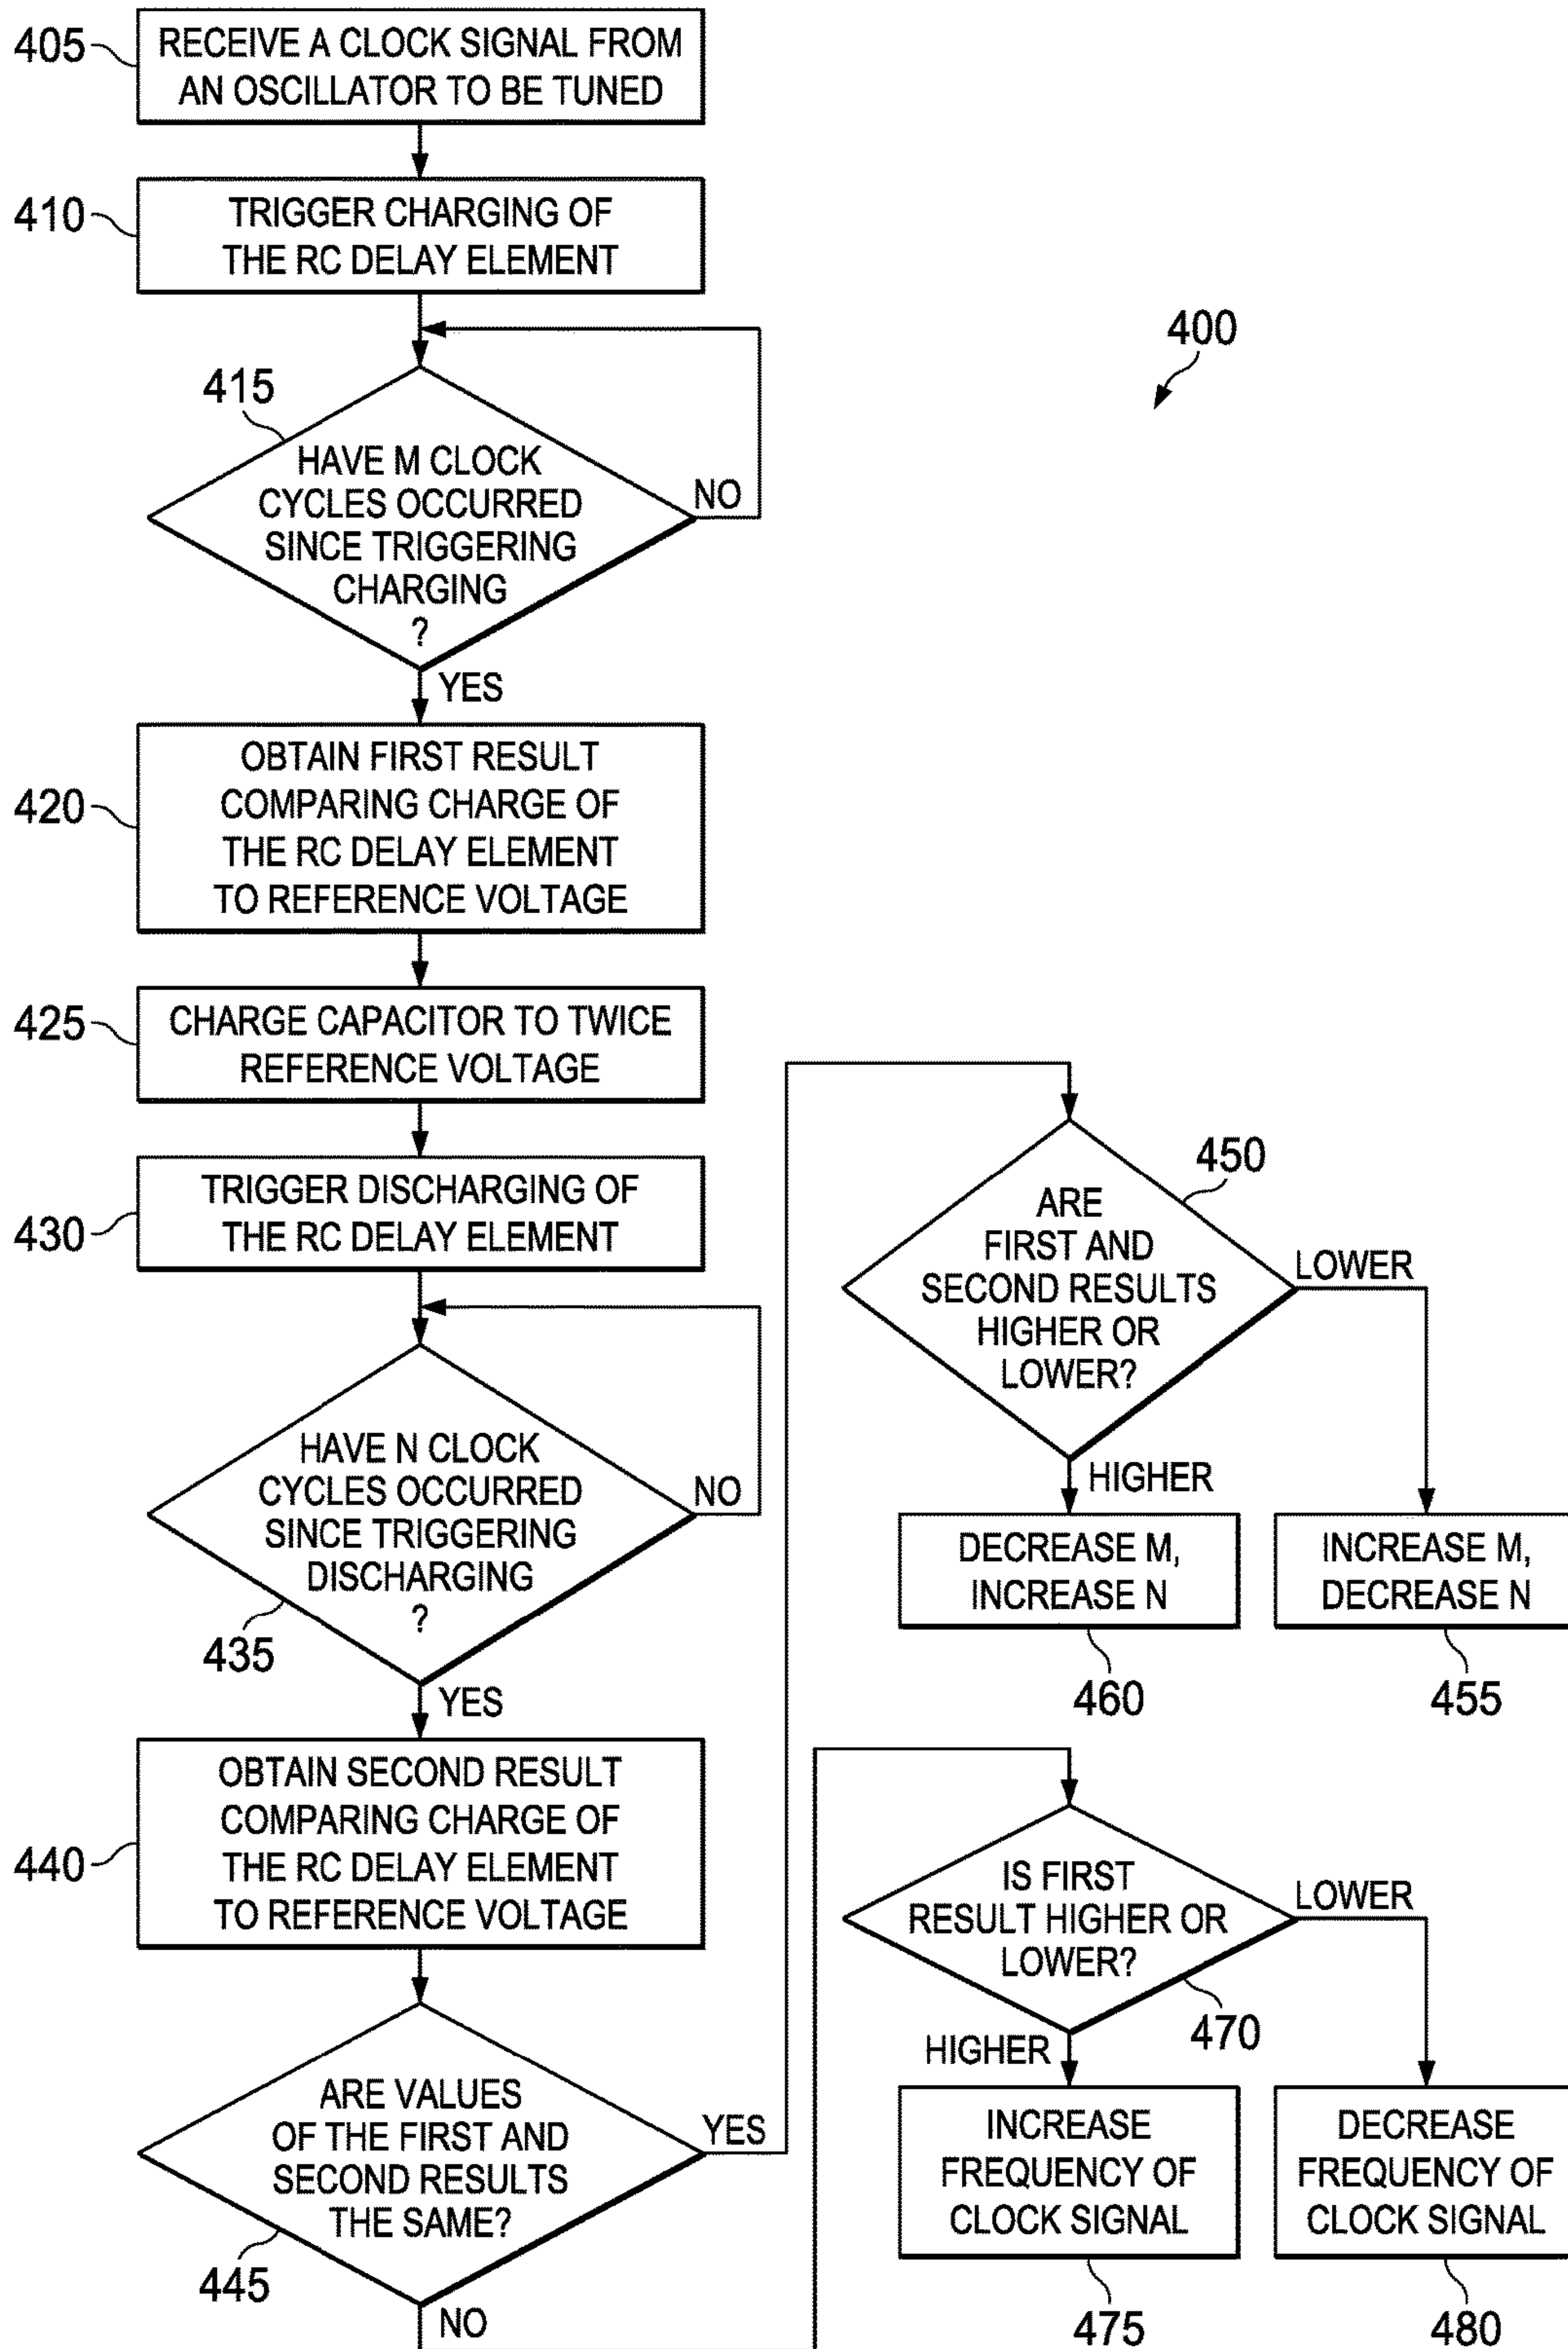 405
RECEIVE A CLOCK SIGNAL FROM
AN OSCILLATOR TO BE TUNED
410
TRIGGER CHARGING OF
THE RC DELAY ELEMENT
400
415
HAVE M CLOCK
CYCLES OCCURRED
SINCE TRIGGERING
CHARGING
?
NO
YES
420
OBTAIN FIRST RESULT
COMPARING CHARGE OF
THE RC DELAY ELEMENT
TO REFERENCE VOLTAGE
425
CHARGE CAPACITOR TO TWICE
REFERENCE VOLTAGE
430
TRIGGER DISCHARGING OF
THE RC DELAY ELEMENT
HAVE N CLOCK
CYCLES OCCURRED
SINCE TRIGGERING
DISCHARGING
?
NO
435
YES
440
OBTAIN SECOND RESULT
COMPARING CHARGE OF
THE RC DELAY ELEMENT
TO REFERENCE VOLTAGE
ARE VALUES
OF THE FIRST AND
SECOND RESULTS
THE SAME?
YES
445
NO
450
ARE
FIRST AND
SECOND RESULTS
HIGHER OR
LOWER?
LOWER
HIGHER
DECREASE M,
INCREASE N
460
INCREASE M,
DECREASE N
455
IS FIRST
RESULT HIGHER OR
LOWER?
LOWER
470
HIGHER
INCREASE
FREQUENCY OF
CLOCK SIGNAL
475
DECREASE
FREQUENCY OF
CLOCK SIGNAL
480